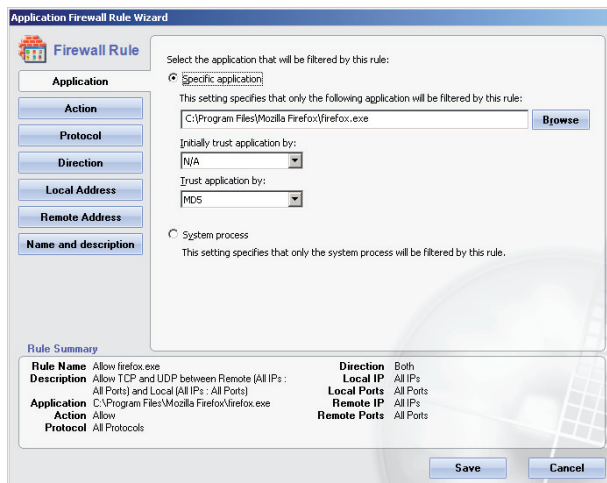 Application Firewall Rule Wizard
Firewall Rule
Application
Action
Protocol
Direction
Local Address
Remote Address
Name and description
Select the application that will be filtered by this rule:
Specific application
This setting specifies that only the following application will be filtered by this rule:
C:\Program Files\Mozilla Firefox\firefox.exe
Browse
Initially trust application by:
N/A
Trust application by:
MD5
System process
This setting specifies that only the system process will be filtered by this rule.
Rule Summary
Rule Name Allow firefox.exe
Description Allow TCP and UDP between Remote (All IPs :
All Ports) and Local (All IPs : All Ports)
Application C:\Program Files\Mozilla Firefox\firefox.exe
Action Allow
Protocol All Protocols
Direction Both
Local IP All IPs
Local Ports All Ports
Remote IP All IPs
Remote Ports All Ports
Save
Cancel